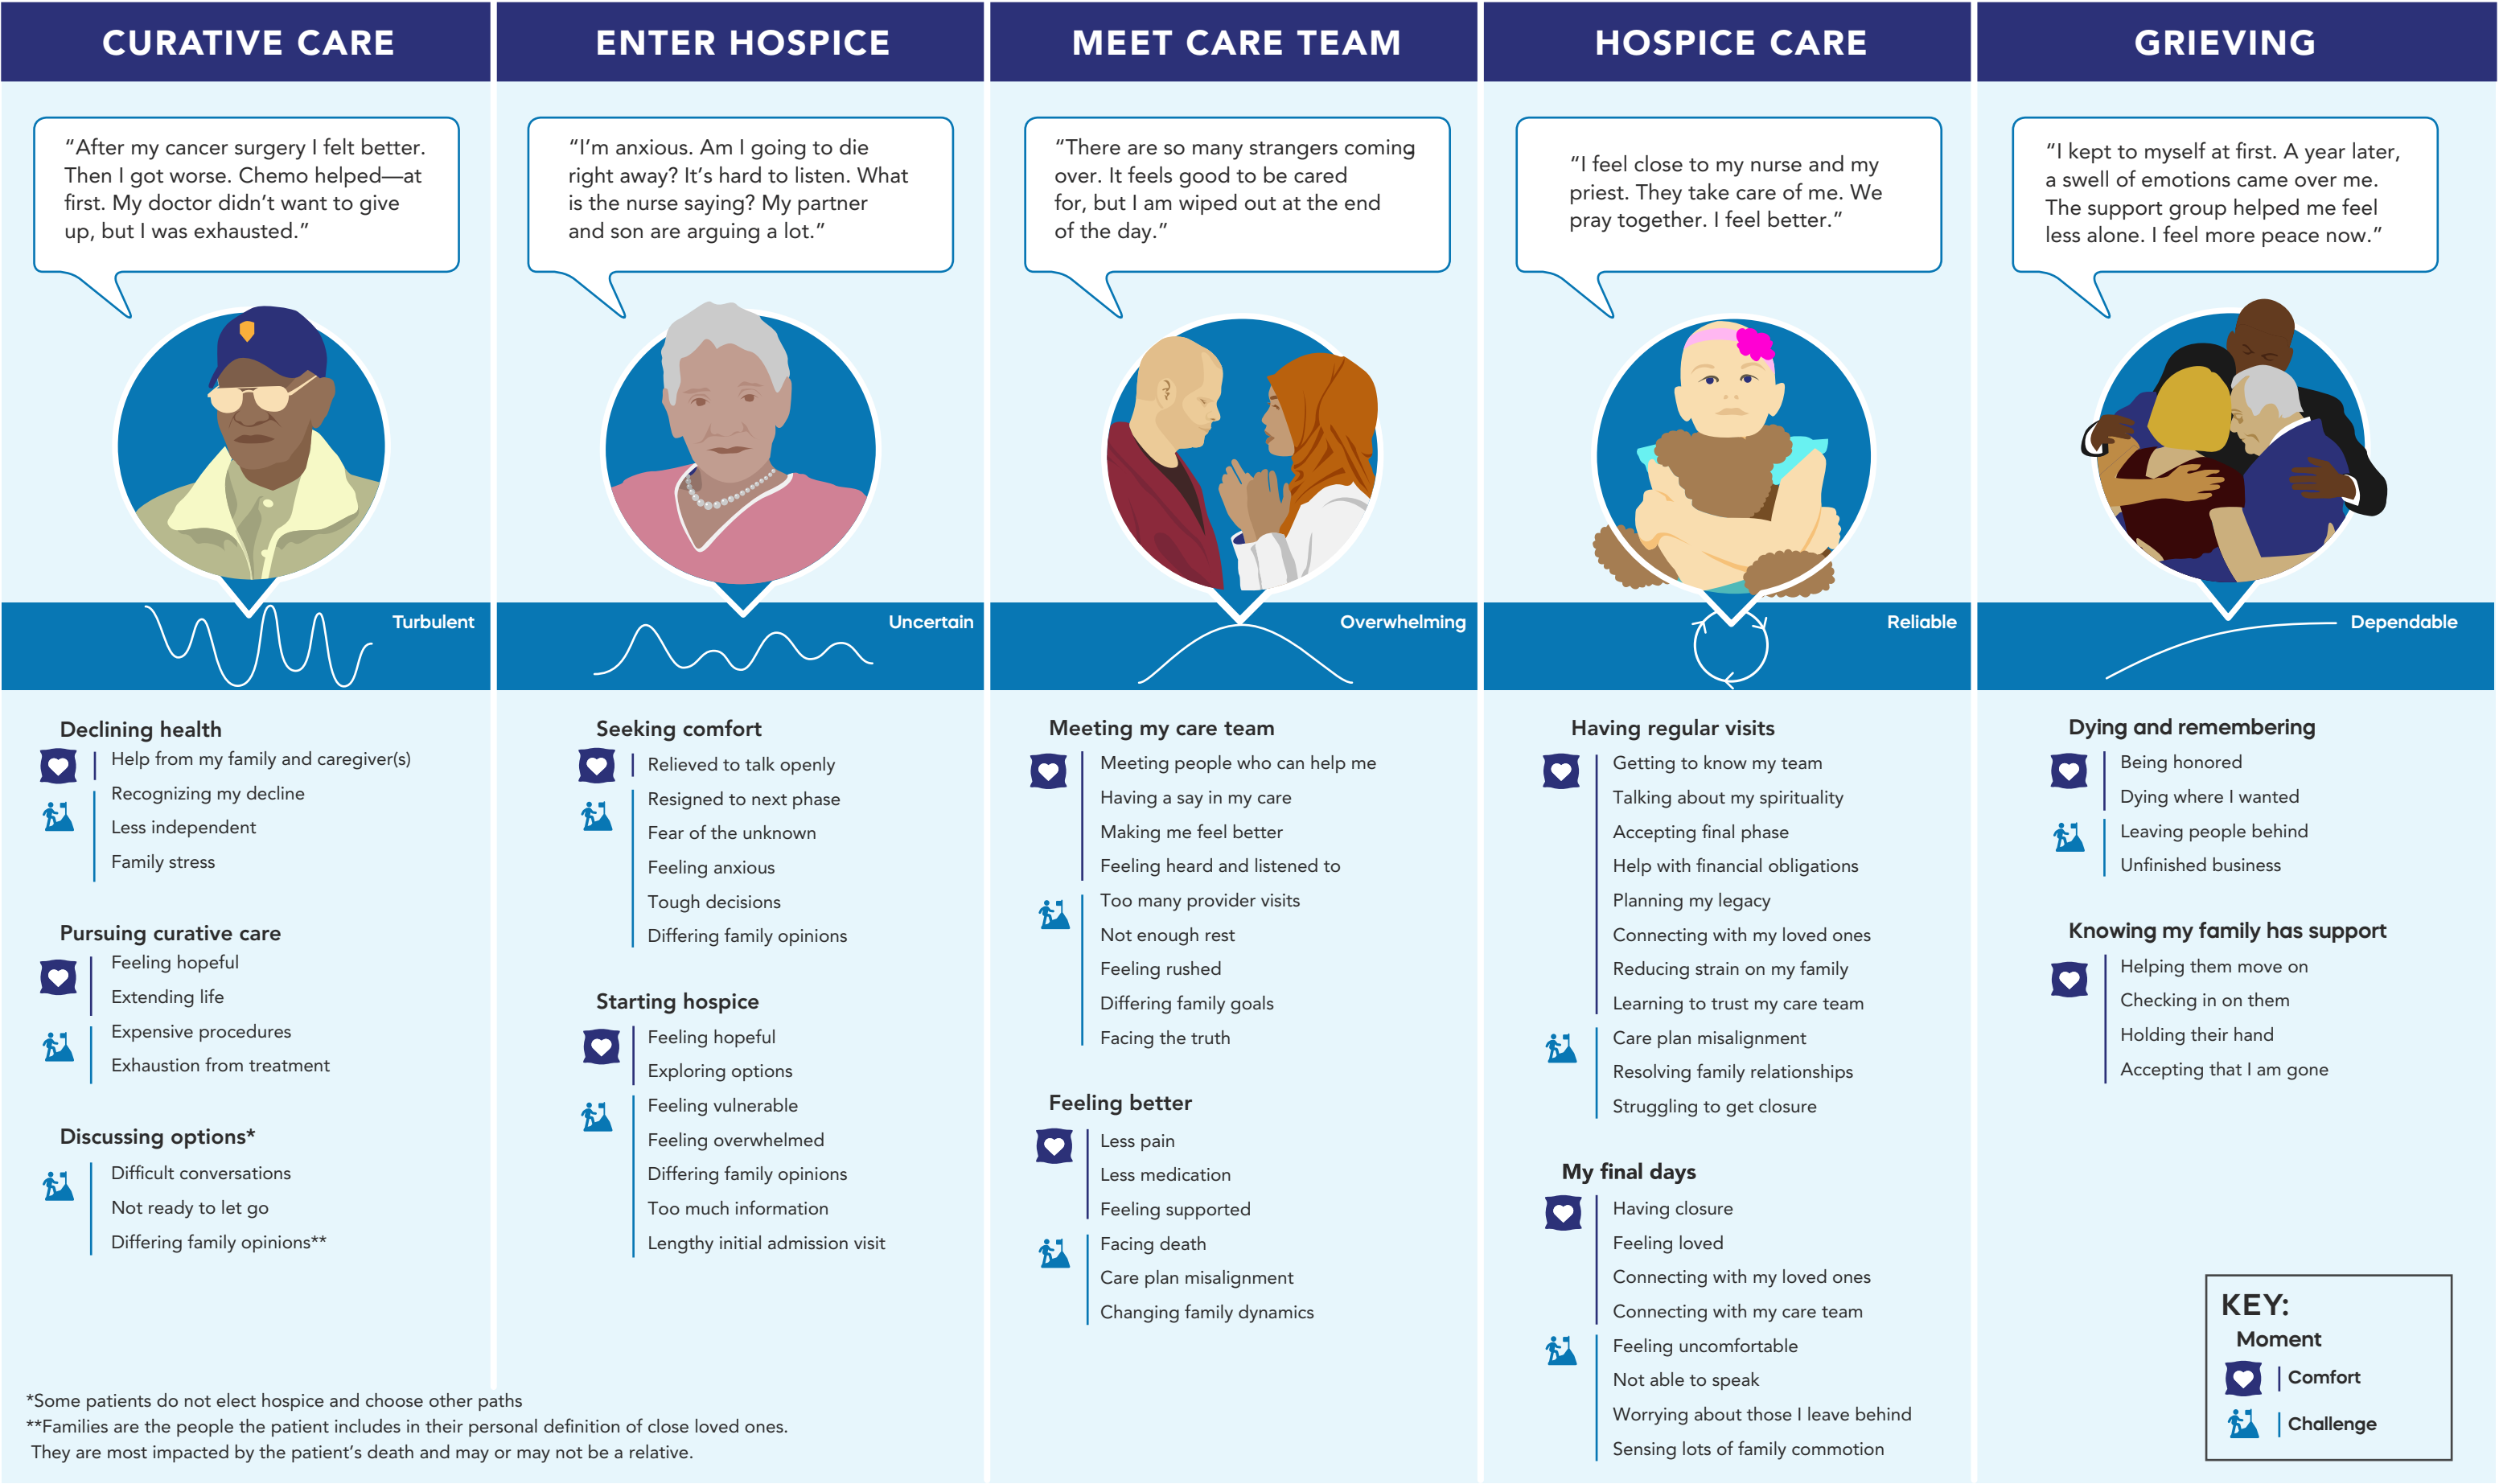 CURATIVE CARE
“After my cancer surgery I felt better.
Then I got worse. Chemo helped—at
first. My doctor didn’t want to give
up, but I was exhausted.”
Turbulent
Declining health
Help from my family and caregiver(s)
Recognizing my decline
Less independent
Family stress
Pursuing curative care
Feeling hopeful
Extending life
Expensive procedures
Exhaustion from treatment
Discussing options*
Difficult conversations
Not ready to let go
Differing family opinions**
ENTER HOSPICE
“I’m anxious. Am I going to die
right away? It’s hard to listen. What
is the nurse saying? My partner
and son are arguing a lot.”
Uncertain
Seeking comfort
Relieved to talk openly
Resigned to next phase
Fear of the unknown
Feeling anxious
Tough decisions
Differing family opinions
Starting hospice
Feeling hopeful
Exploring options
Feeling vulnerable
Feeling overwhelmed
Differing family opinions
Too much information
Lengthy initial admission visit
MEET CARE TEAM
“There are so many strangers coming
over. It feels good to be cared
for, but I am wiped out at the end
of the day.”
Overwhelming
Meeting my care team
Meeting people who can help me
Having a say in my care
Making me feel better
Feeling heard and listened to
Too many provider visits
Not enough rest
Feeling rushed
Differing family goals
Facing the truth
Feeling better
Less pain
Less medication
Feeling supported
Facing death
Care plan misalignment
Changing family dynamics
HOSPICE CARE
“I feel close to my nurse and my
priest. They take care of me. We
pray together. I feel better.”
Reliable
Having regular visits
Getting to know my team
Talking about my spirituality
Accepting final phase
Help with financial obligations
Planning my legacy
Connecting with my loved ones
Reducing strain on my family
Learning to trust my care team
Care plan misalignment
Resolving family relationships
Struggling to get closure
My final days
Having closure
Feeling loved
Connecting with my loved ones
Connecting with my care team
Feeling uncomfortable
Not able to speak
Worrying about those I leave behind
Sensing lots of family commotion
GRIEVING
“I kept to myself at first. A year later,
a swell of emotions came over me.
The support group helped me feel
less alone. I feel more peace now.”
Dependable
Dying and remembering
Being honored
Dying where I wanted
Leaving people behind
Unfinished business
Knowing my family has support
Helping them move on
Checking in on them
Holding their hand
Accepting that I am gone
KEY:
Moment
Comfort
Challenge
*Some patients do not elect hospice and choose other paths
**Families are the people the patient includes in their personal definition of close loved ones.
They are most impacted by the patient’s death and may or may not be a relative.